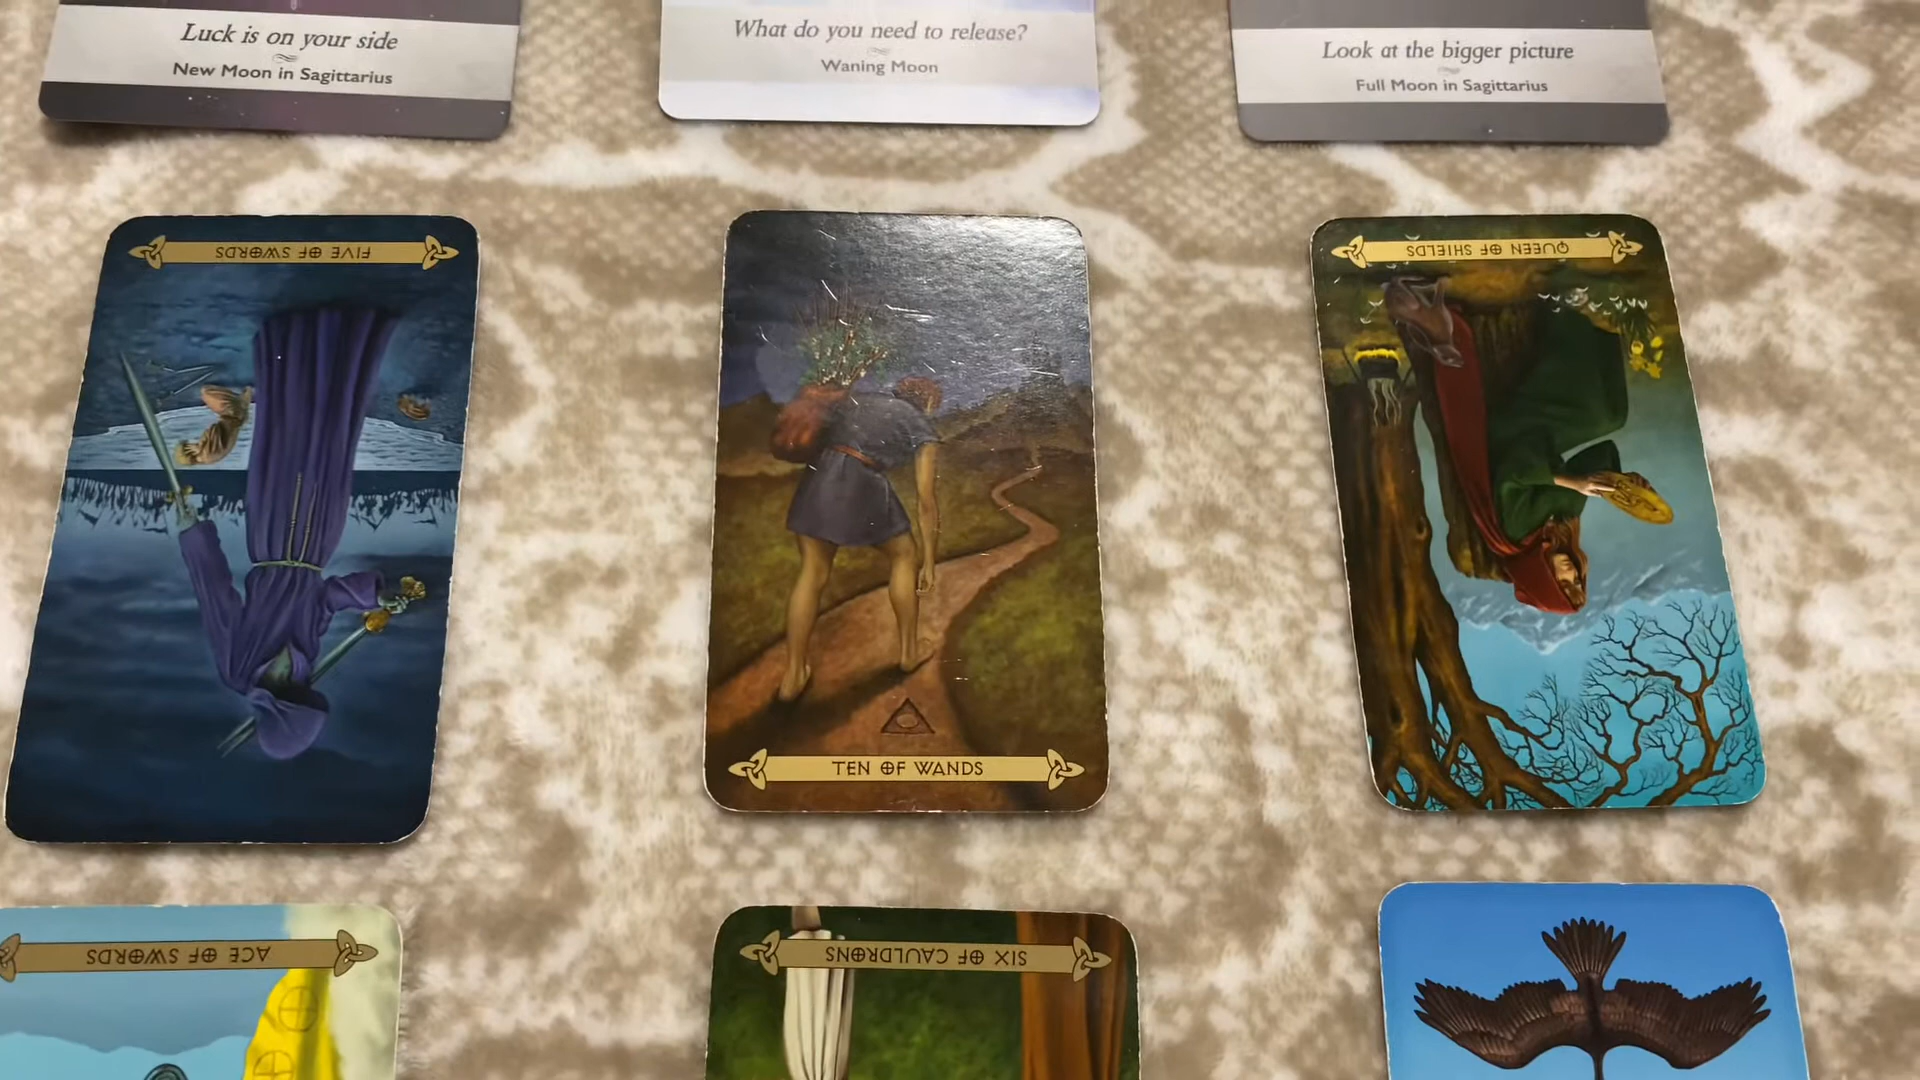 Luck is on your side
New Moon in Sagittarius
What do you need to release?
Waning Moon
Look at the bigger picture
Full Moon in Sagittarius
FIVE OF SWORDS
TEN OF WANDS
QUEEN OF SHIELDS
ACE OF SWORDS
SIX OF CAULDRONS